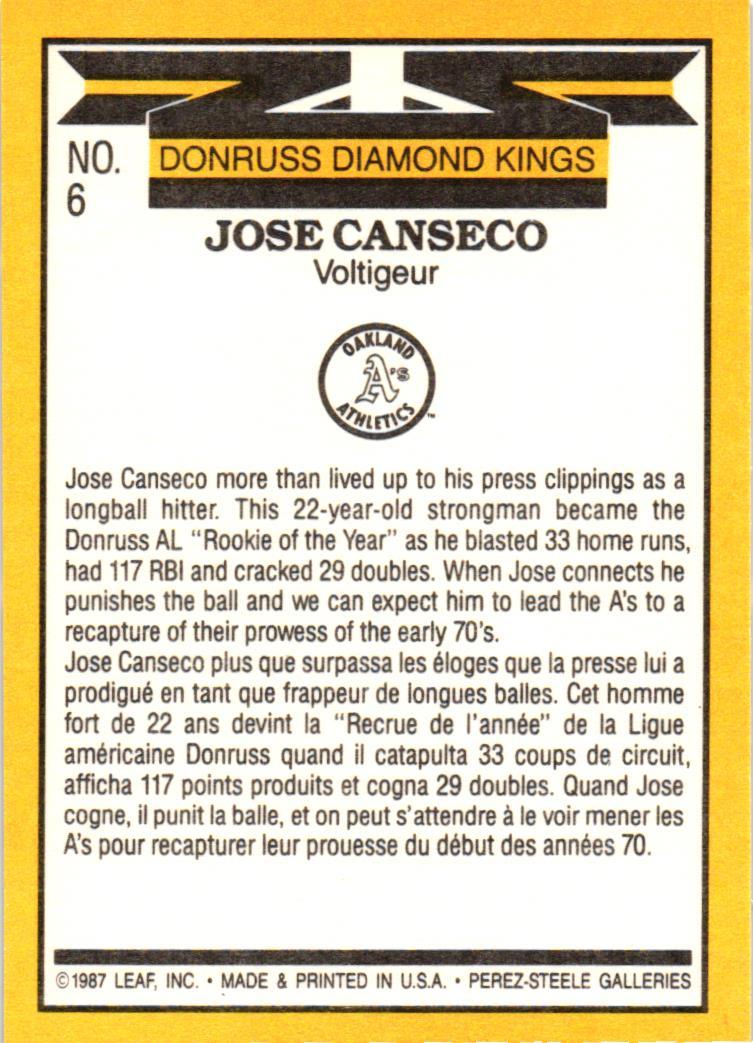 NO.
6
DONRUSS DIAMOND KINGS
JOSE CANSECO
Voltigeur
OAKLAND
A's
ATHLETICS™
Jose Canseco more than lived up to his press clippings as a
longball hitter. This 22-year-old strongman became the
Donruss AL "Rookie of the Year" as he blasted 33 home runs,
had 117 RBI and cracked 29 doubles. When Jose connects he
punishes the ball and we can expect him to lead the A's to a
recapture of their prowess of the early 70's.
Jose Canseco plus que surpassa les éloges que la presse lui a
prodigué en tant que frappeur de longues balles. Cet homme
fort de 22 ans devint la "Recrue de l'année" de la Ligue
américaine Donruss quand il catapulta 33 coups de circuit,
afficha 117 points produits et cogna 29 doubles. Quand Jose
cogne, il punit la balle, et on peut s'attendre à le voir mener les
A's pour recapturer leur prouesse du début des années 70.
©1987 LEAF, INC. • MADE & PRINTED IN U.S.A. • PEREZ-STEELE GALLERIES